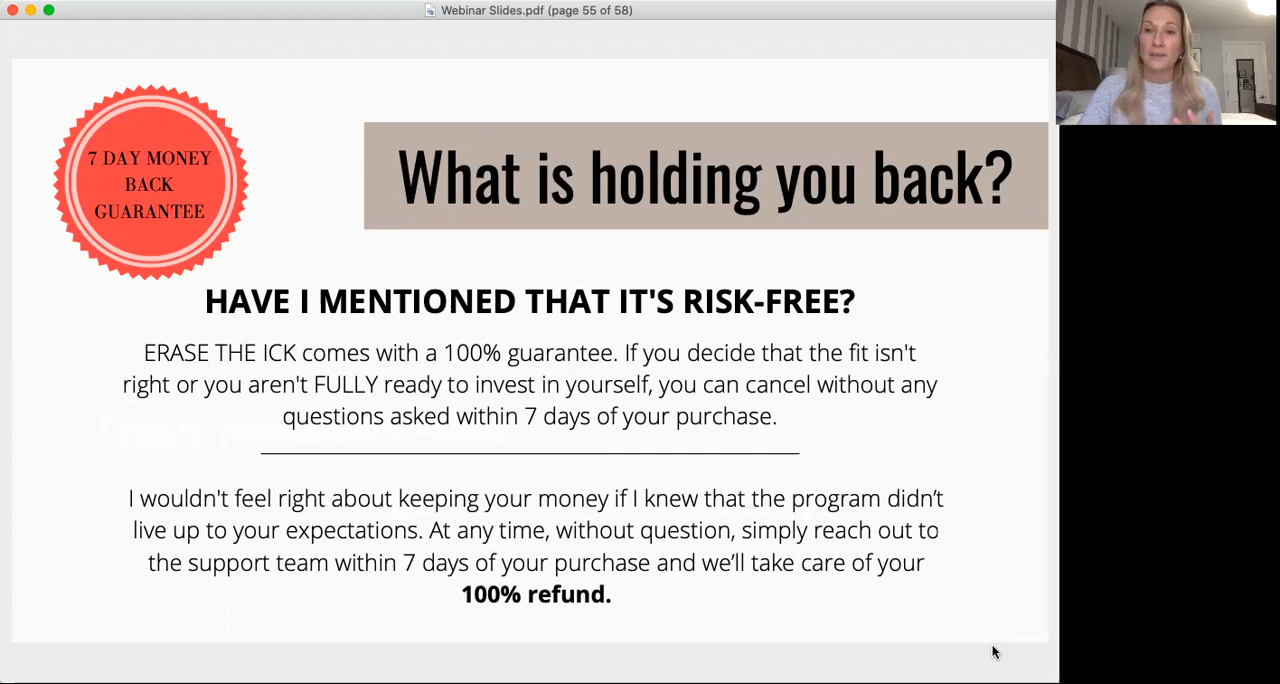 Webinar Slides.pdf (page 55 of 58)
7 DAY MONEY
BACK
GUARANTEE
What is holding you back?
HAVE I MENTIONED THAT IT'S RISK-FREE?
ERASE THE ICK comes with a 100% guarantee. If you decide that the fit isn't
right or you aren't FULLY ready to invest in yourself, you can cancel without any
questions asked within 7 days of your purchase.
I wouldn't feel right about keeping your money if I knew that the program didn’t
live up to your expectations. At any time, without question, simply reach out to
the support team within 7 days of your purchase and we’ll take care of your
100% refund.